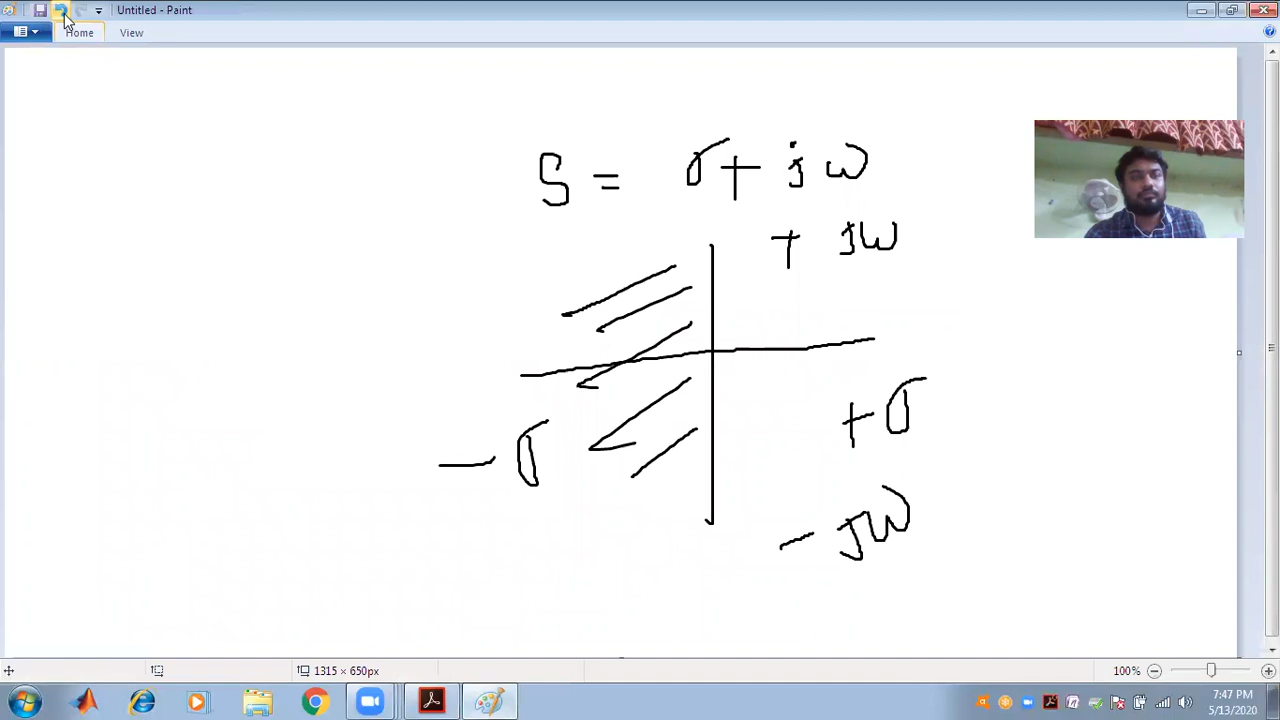 Untitled - Paint
Home View
S = σ + jω
+ jω
+ σ
- σ
- jω
1315 × 650px
100%
7:47 PM
5/13/2020